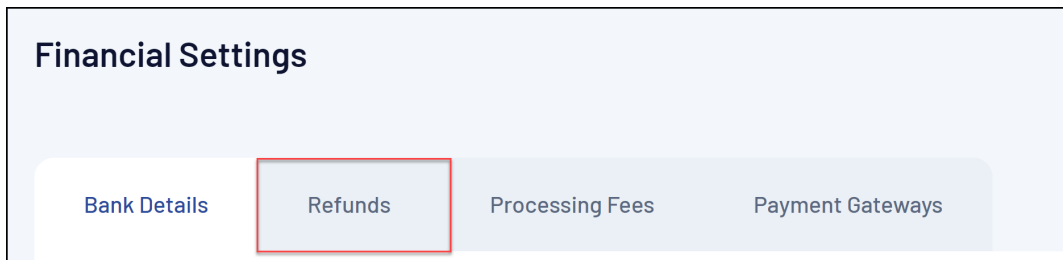 Financial Settings
Bank Details Refunds Processing Fees Payment Gateways